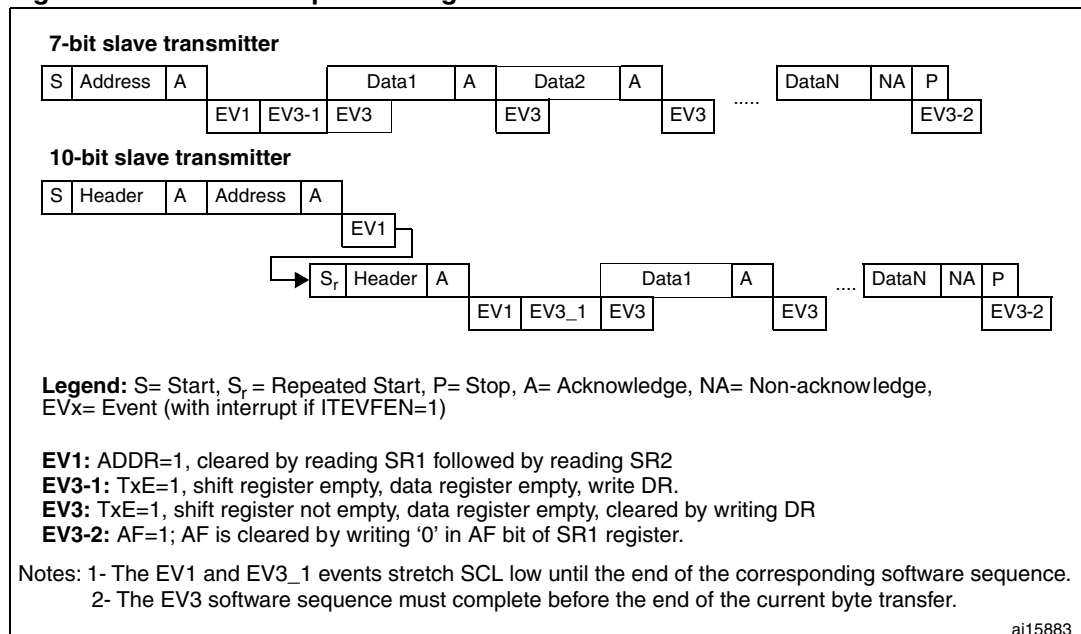 7-bit slave transmitter
S Address A Data1 A Data2 A ..... DataN NA P
EV1 EV3-1 EV3 EV3 EV3 EV3-2
10-bit slave transmitter
S Header A Address A
EV1
Sr Header A Data1 A .... DataN NA P
EV1 EV3_1 EV3 EV3 EV3-2
Legend: S= Start, Sr = Repeated Start, P= Stop, A= Acknowledge, NA= Non-acknowledge,
EVx= Event (with interrupt if ITEVFEN=1)
EV1: ADDR=1, cleared by reading SR1 followed by reading SR2
EV3-1: TxE=1, shift register empty, data register empty, write DR.
EV3: TxE=1, shift register not empty, data register empty, cleared by writing DR
EV3-2: AF=1; AF is cleared by writing ‘0’ in AF bit of SR1 register.
Notes: 1- The EV1 and EV3_1 events stretch SCL low until the end of the corresponding software sequence.
2- The EV3 software sequence must complete before the end of the current byte transfer.
ai15883